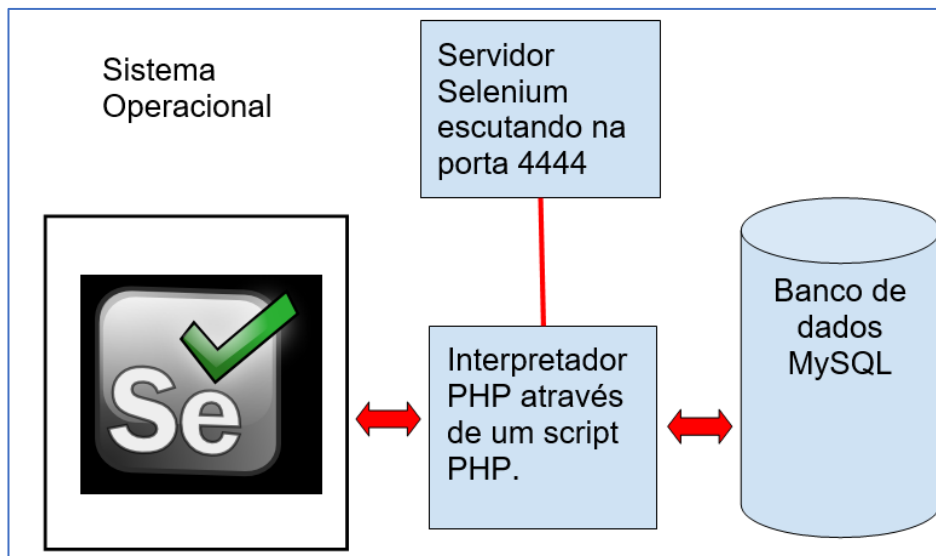 Sistema
Operacional
Servidor
Selenium
escutando na
porta 4444
Se
Interpretador
PHP através
de um script
PHP.
Banco de
dados
MySQL